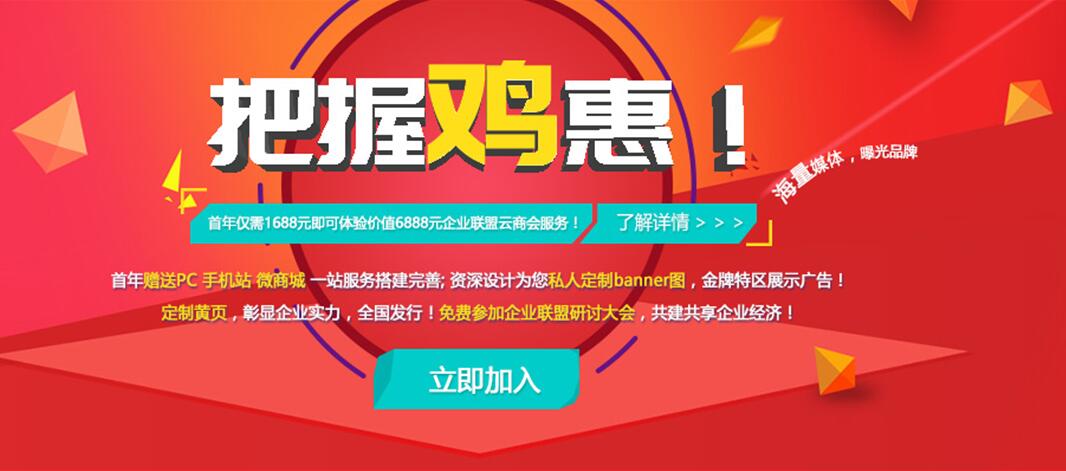 把握鸡惠！
海量媒体，曝光品牌
首年仅需1688元即可体验价值6888元企业联盟云商会服务！
了解详情 > > >
首年赠送PC 手机站 微商城 一站服务搭建完善; 资深设计为您私人定制banner图，金牌特区展示广告！
定制黄页，彰显企业实力，全国发行！免费参加企业联盟研讨大会，共建共享企业经济！
立即加入